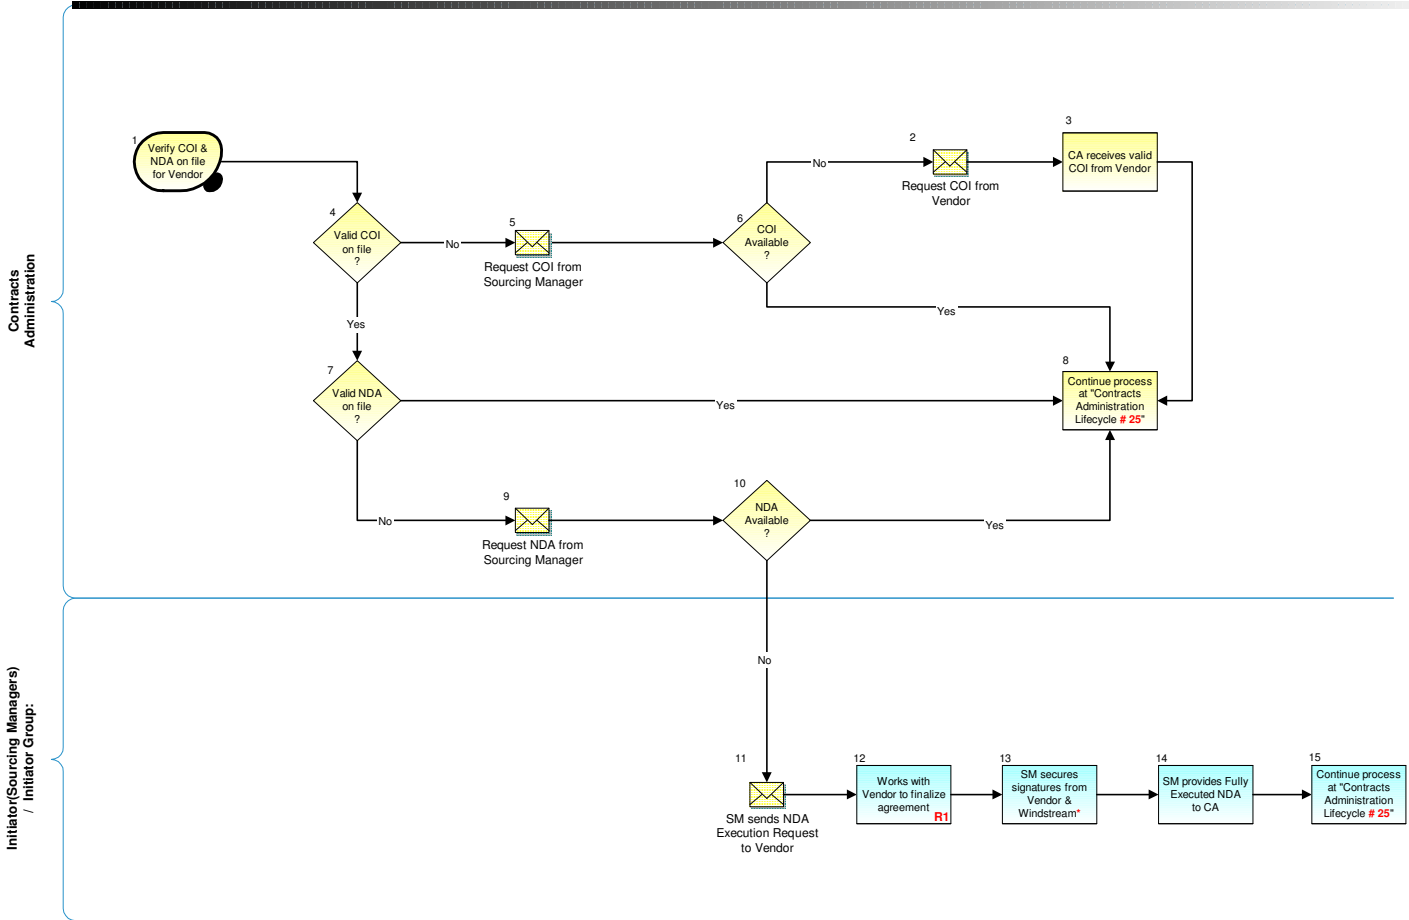 Contracts
Administration
1
Verify COI &
NDA on file
for Vendor
4
Valid COI
on file
?
No
5
Request COI from
Sourcing Manager
6
COI
Available
?
No
2
Request COI from
Vendor
3
CA receives valid
COI from Vendor
Yes
Yes
7
Valid NDA
on file
?
Yes
8
Continue process
at "Contracts
Administration
Lifecycle # 25"
No
9
Request NDA from
Sourcing Manager
10
NDA
Available
?
Yes
No
Initiator(Sourcing Managers)
/ Initiator Group:
11
SM sends NDA
Execution Request
to Vendor
12
Works with
Vendor to finalize
agreement
R1
13
SM secures
signatures from
Vendor &
Windstream*
14
SM provides Fully
Executed NDA
to CA
15
Continue process
at "Contracts
Administration
Lifecycle # 25"